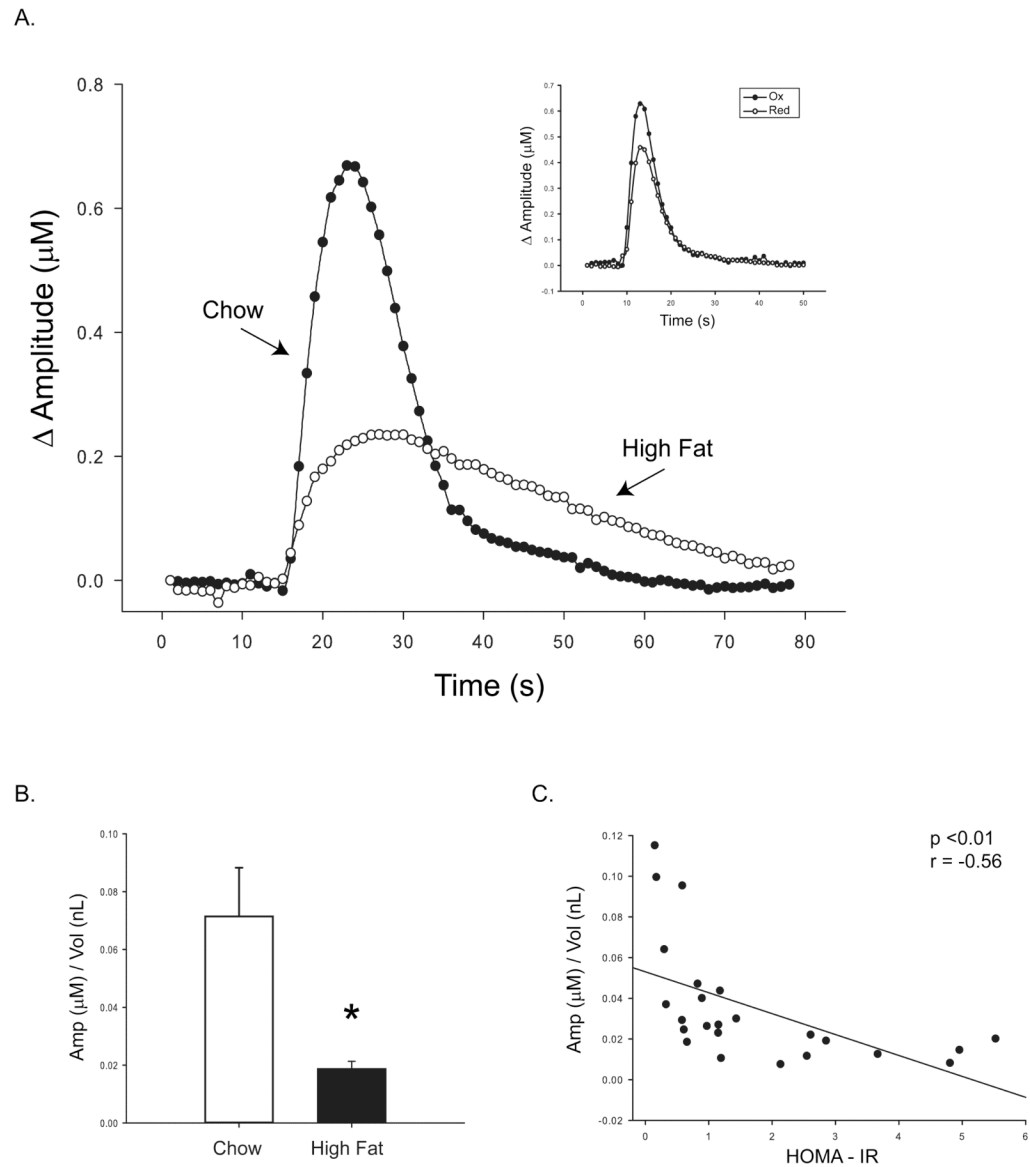 A.
0.8
0.6
0.4
0.2
0.0
Δ Amplitude (μM)
0 10 20 30 40 50 60 70 80
Time (s)
Chow
High Fat
0.7
0.6
0.5
0.4
0.3
0.2
0.1
0.0
-0.1
Δ Amplitude (μM)
Ox
Red
0 10 20 30 40 50
Time (s)
B.
0.10
0.08
0.06
0.04
0.02
0.00
Amp (μM) / Vol (nL)
*
Chow High Fat
C.
0.12
0.10
0.08
0.06
0.04
0.02
0.00
-0.02
Amp (μM) / Vol (nL)
p <0.01
r = -0.56
0 1 2 3 4 5 6
HOMA - IR